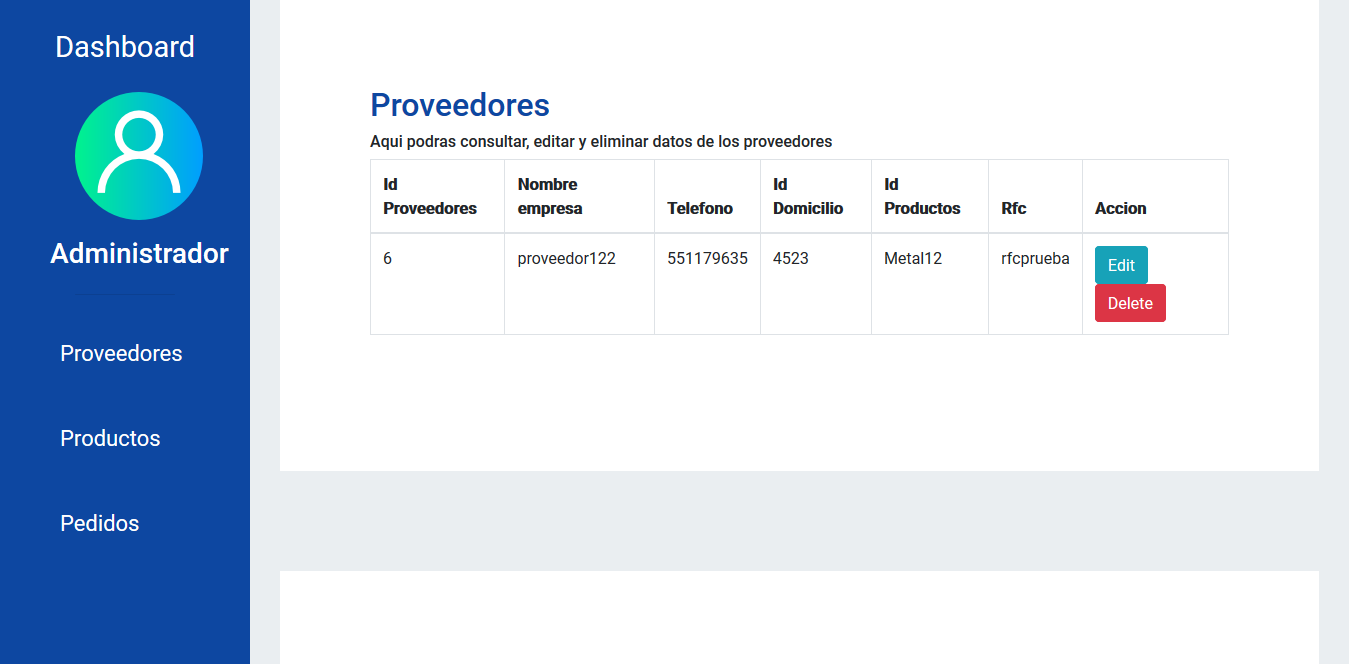 Dashboard
Administrador
Proveedores
Productos
Pedidos
Proveedores
Aqui podras consultar, editar y eliminar datos de los proveedores
Id Proveedores Nombre empresa Telefono Id Domicilio Id Productos Rfc Accion
6 proveedor122 551179635 4523 Metal12 rfcprueba Edit
Delete